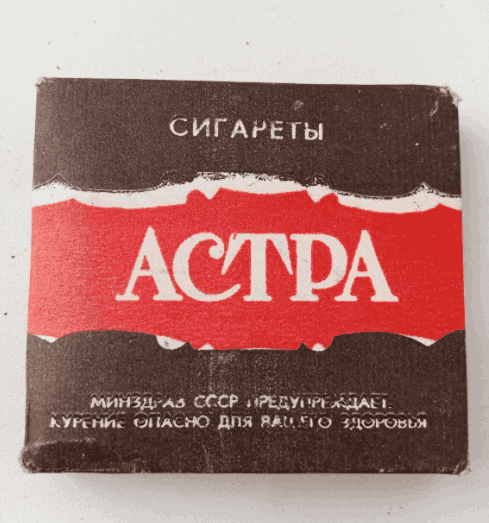 СИГАРЕТЫ
АСТРА
МИНЗДРАВ СССР ПРЕДУПРЕЖДАЕТ
КУРЕНИЕ ОПАСНО ДЛЯ ВАШЕГО ЗДОРОВЬЯ